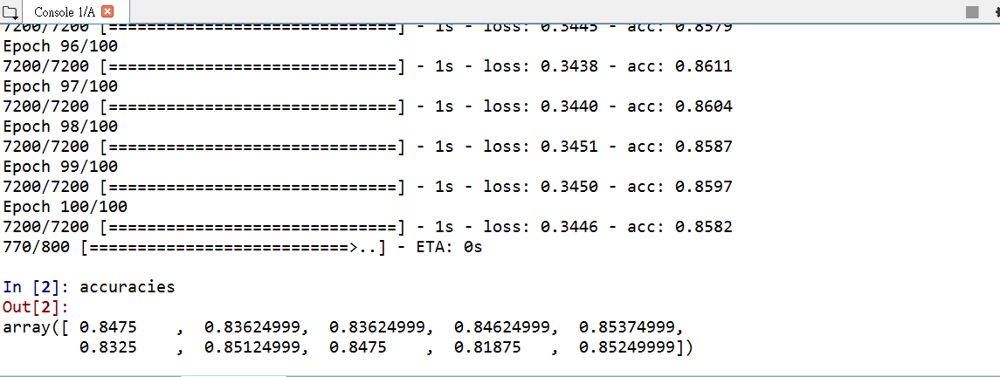 Console 1/A
7200/7200 [==============================] - 1s - loss: 0.3445 - acc: 0.8579
Epoch 96/100
7200/7200 [==============================] - 1s - loss: 0.3438 - acc: 0.8611
Epoch 97/100
7200/7200 [==============================] - 1s - loss: 0.3440 - acc: 0.8604
Epoch 98/100
7200/7200 [==============================] - 1s - loss: 0.3451 - acc: 0.8587
Epoch 99/100
7200/7200 [==============================] - 1s - loss: 0.3450 - acc: 0.8597
Epoch 100/100
7200/7200 [==============================] - 1s - loss: 0.3446 - acc: 0.8582
770/800 [===========================>..] - ETA: 0s
In [2]: accuracies
Out[2]:
array([ 0.8475    ,  0.83624999,  0.83624999,  0.84624999,  0.85374999,
        0.8325    ,  0.85124999,  0.8475    ,  0.81875   ,  0.85249999])